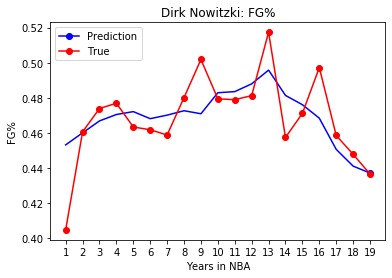 Dirk Nowitzki: FG%
0.52
0.50
0.48
0.46
0.44
0.42
0.40
FG%
Prediction
True
1 2 3 4 5 6 7 8 9 10 11 12 13 14 15 16 17 18 19
Years in NBA